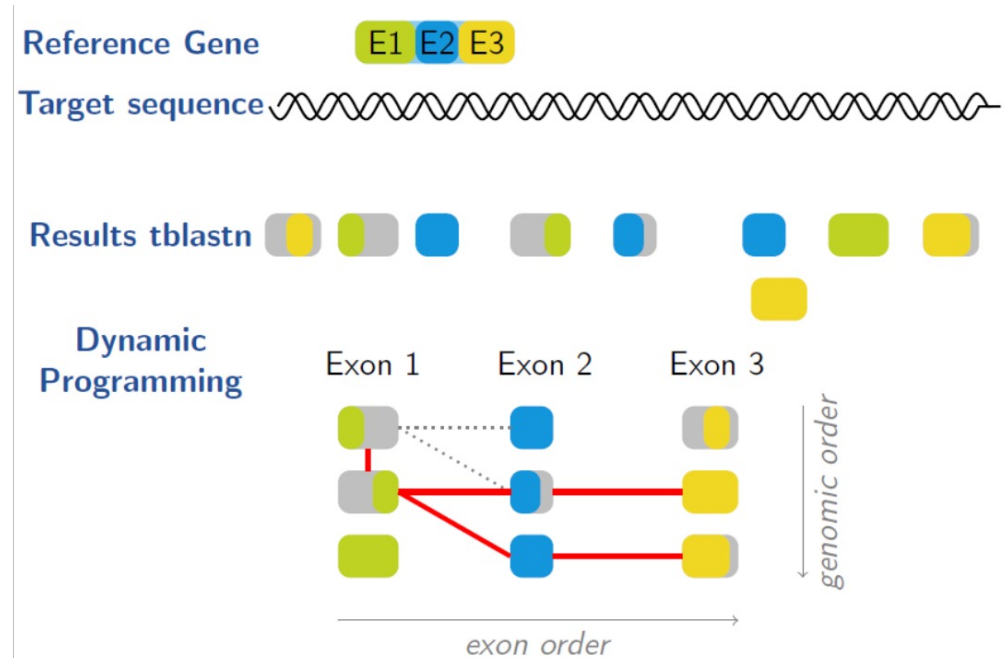 Reference Gene
E1 E2 E3
Target sequence
Results tblastn
Dynamic
Programming
Exon 1 Exon 2 Exon 3
genomic order
exon order